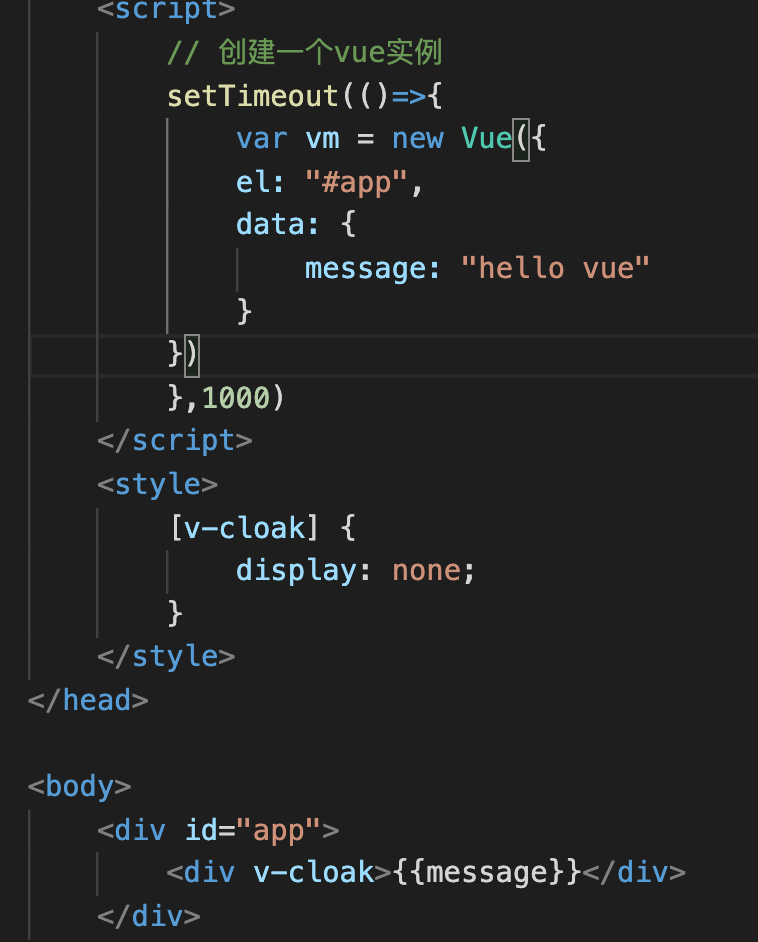 <script>
// 创建一个vue实例
setTimeout(()=>{
var vm = new Vue({
el: "#app",
data: {
message: "hello vue"
}
})
},1000)
</script>
<style>
[v-cloak] {
display: none;
}
</style>
</head>
<body>
<div id="app">
<div v-cloak>{{message}}</div>
</div>